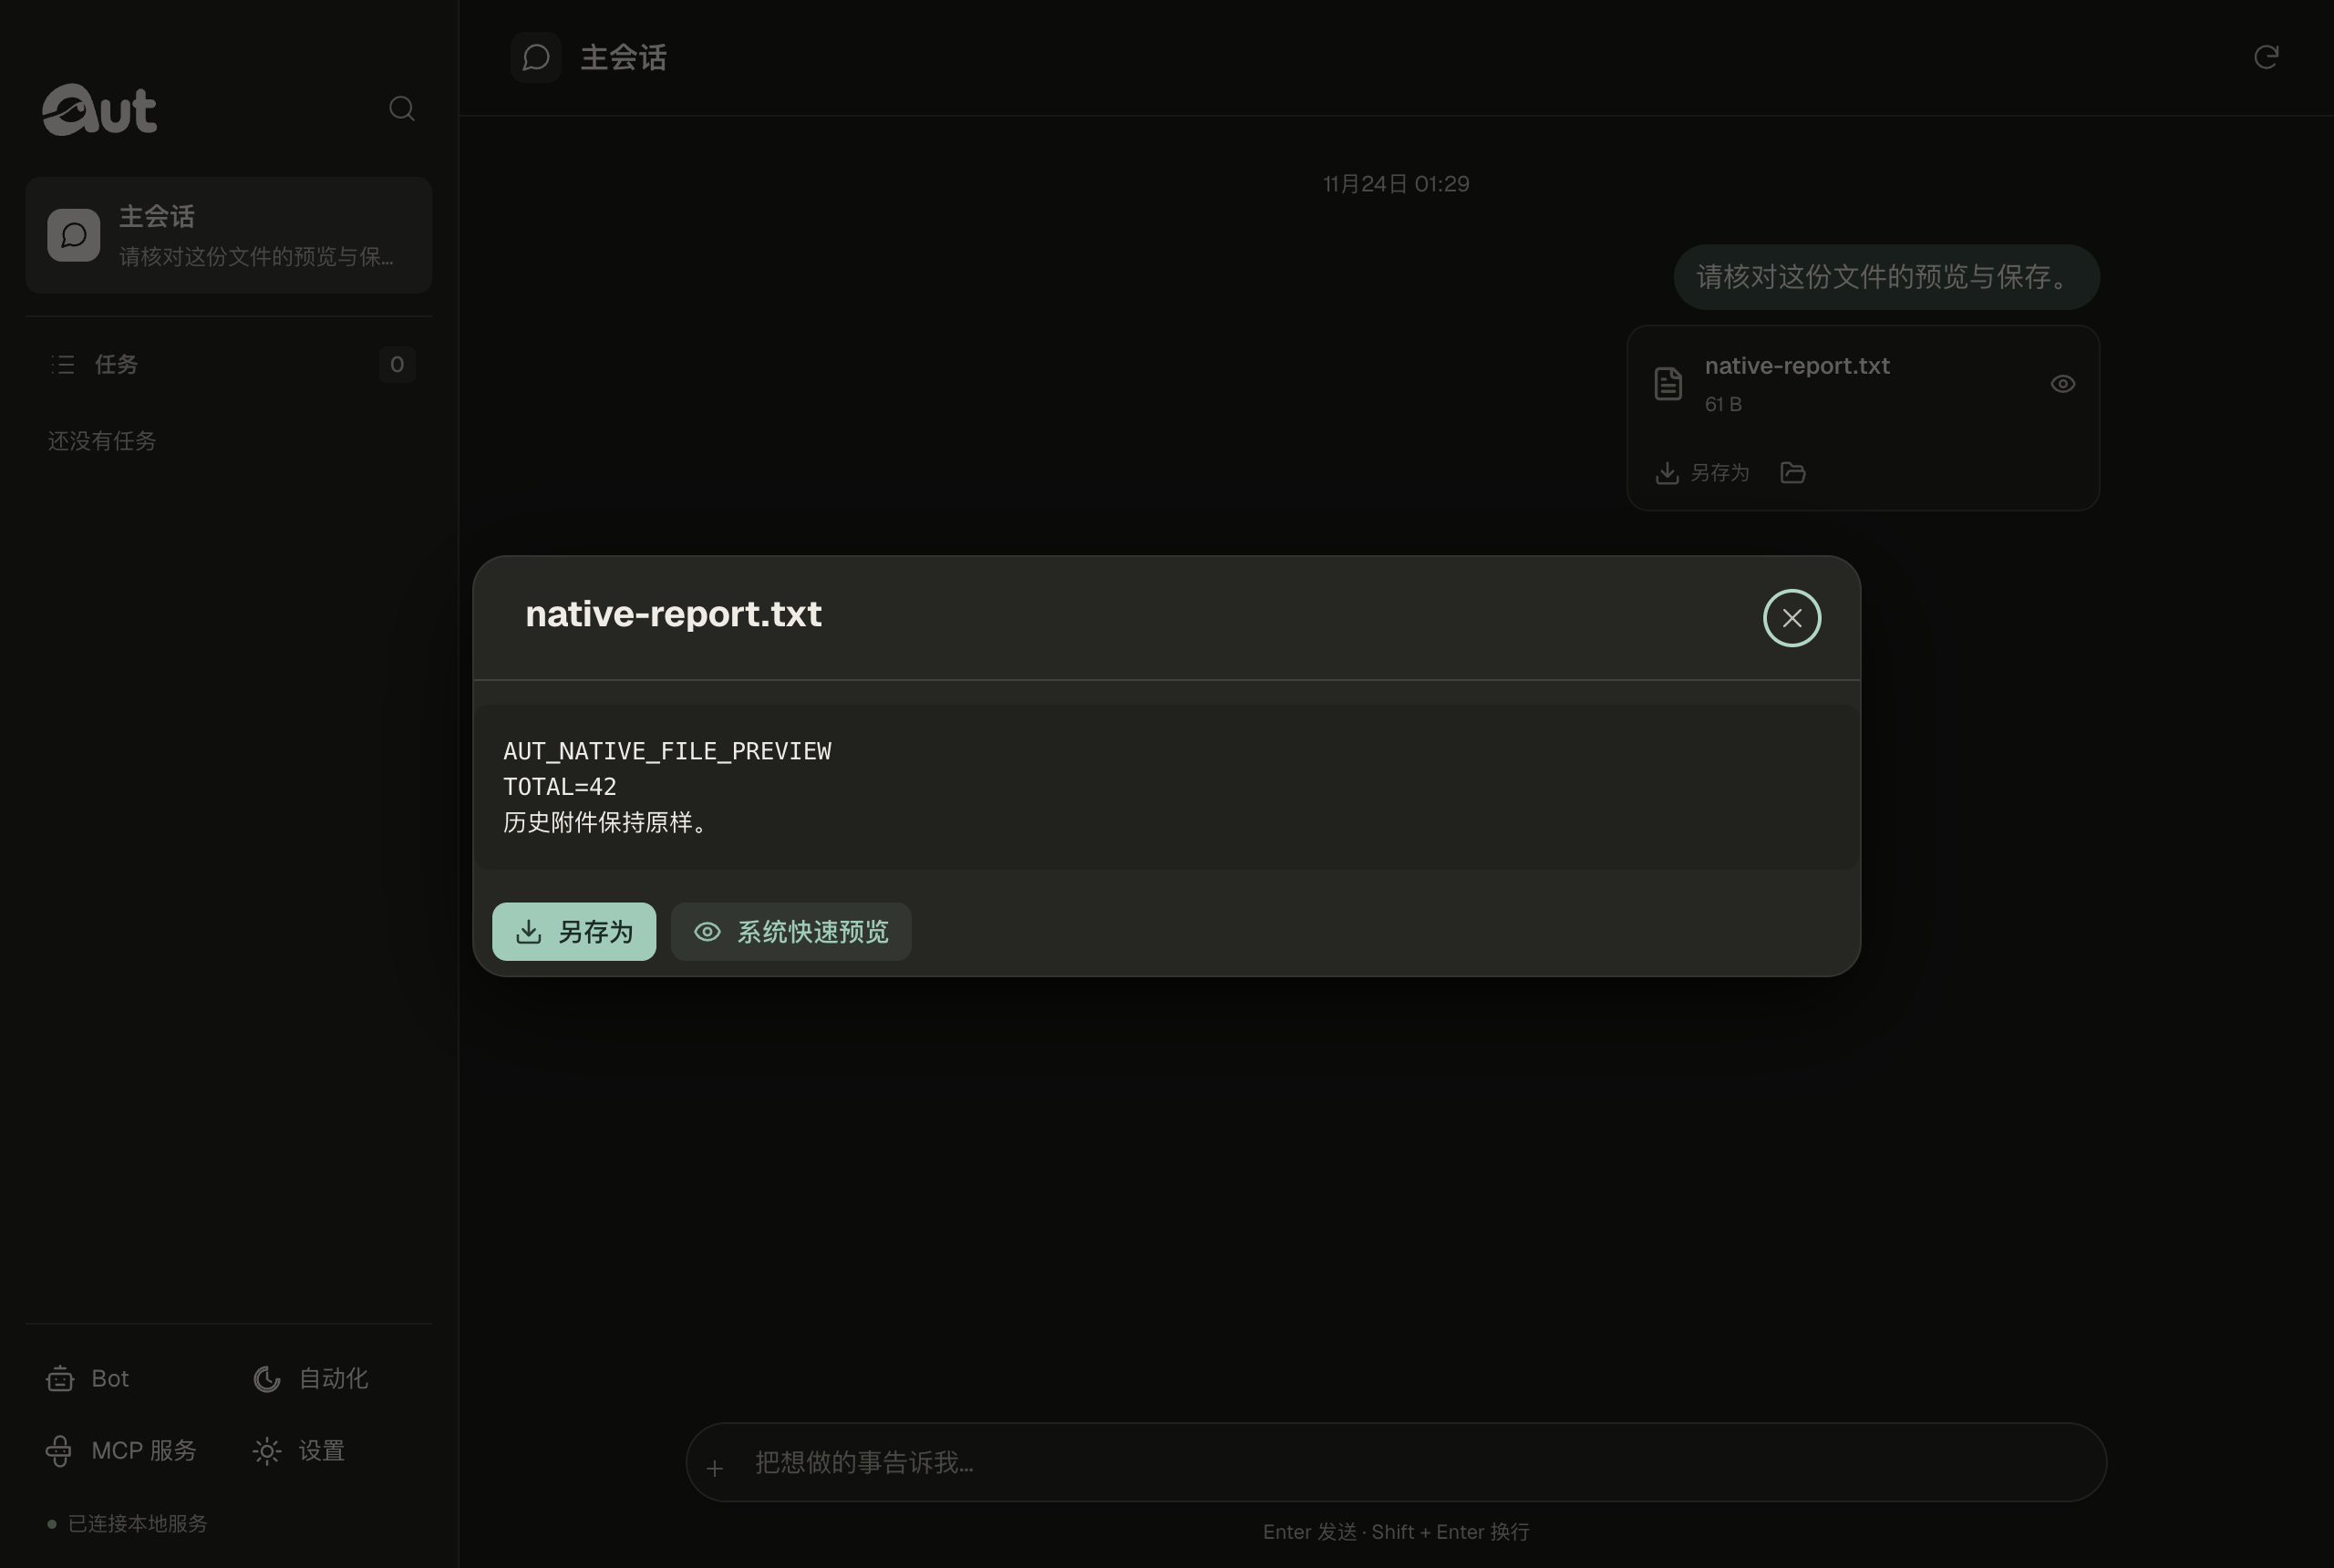 Aut
主会话
请核对这份文件的预览与保...
任务
0
还没有任务
Bot
自动化
MCP 服务
设置
已连接本地服务
主会话
11月24日 01:29
请核对这份文件的预览与保存。
native-report.txt
61 B
另存为
native-report.txt
AUT_NATIVE_FILE_PREVIEW
TOTAL=42
历史附件保持原样。
另存为
系统快速预览
把想做的事告诉我...
Enter 发送 · Shift + Enter 换行